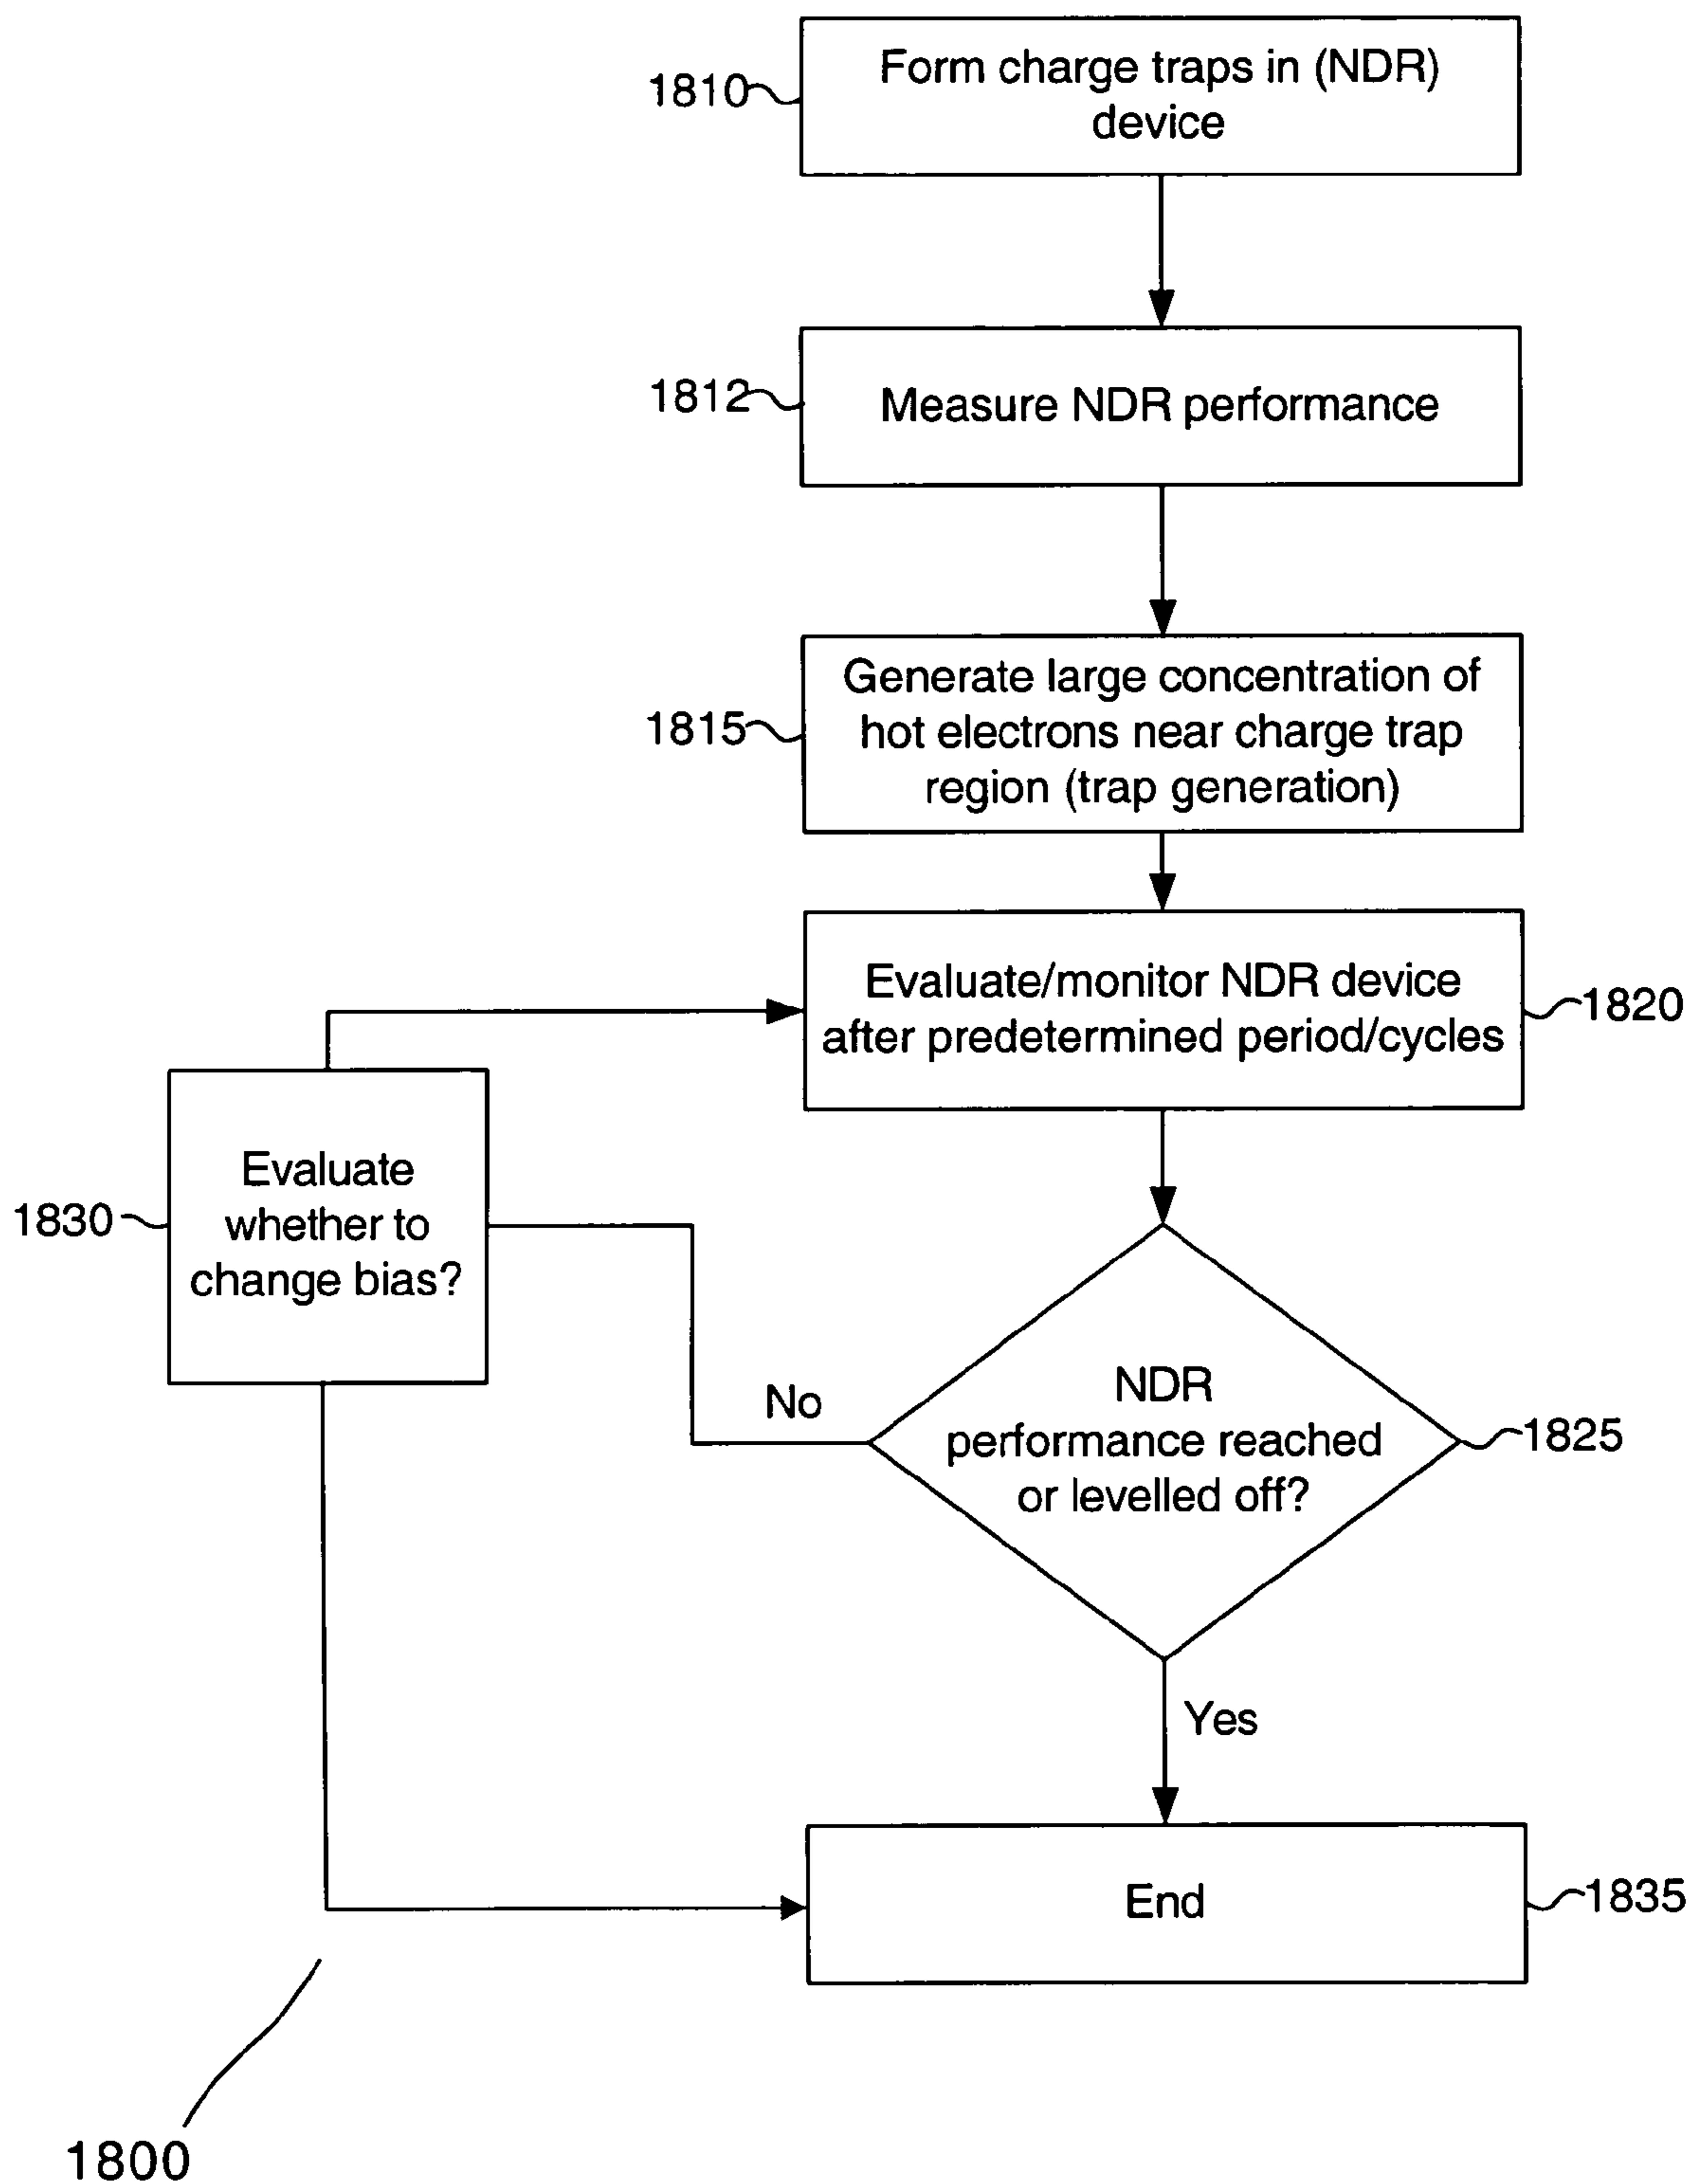 1810
Form charge traps in (NDR)
device
1812
Measure NDR performance
1815
Generate large concentration of
hot electrons near charge trap
region (trap generation)
Evaluate/monitor NDR device
after predetermined period/cycles
1820
1830
Evaluate
whether to
change bias?
No
NDR
performance reached
or levelled off?
1825
Yes
End
1835
1800